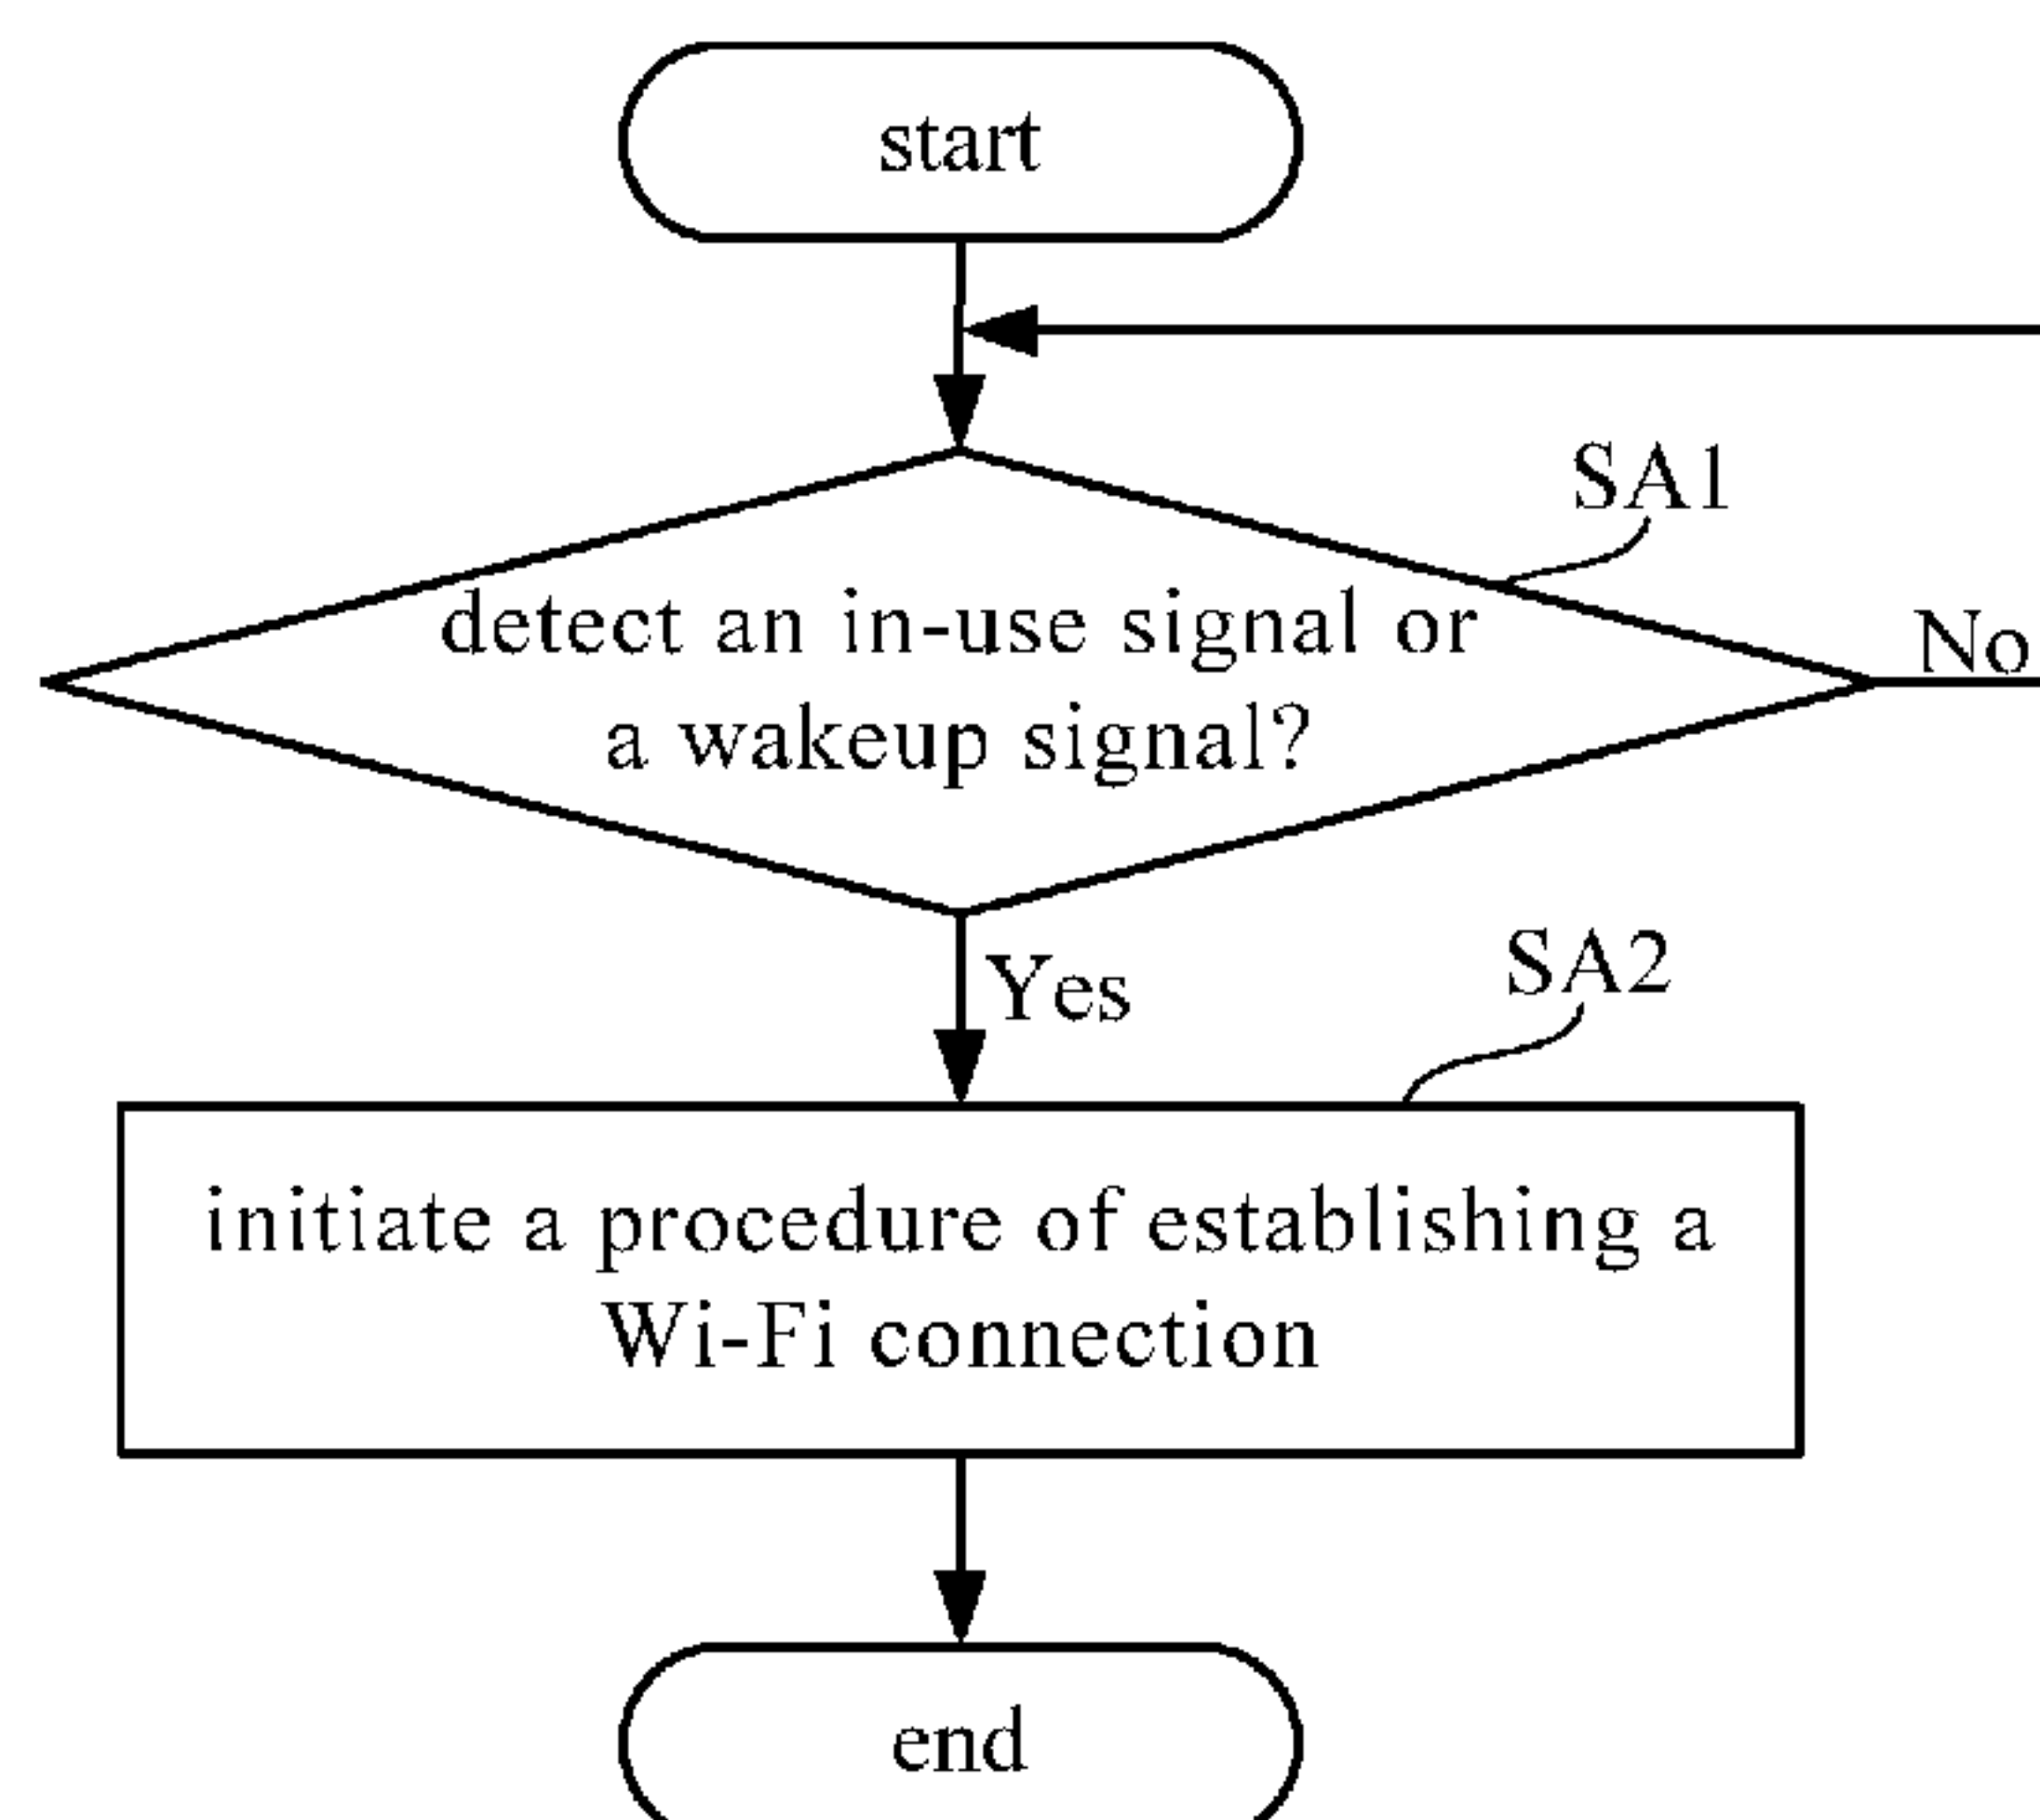 start
SA1
detect an in-use signal or
a wakeup signal?
No
Yes
SA2
initiate a procedure of establishing a
Wi-Fi connection
end